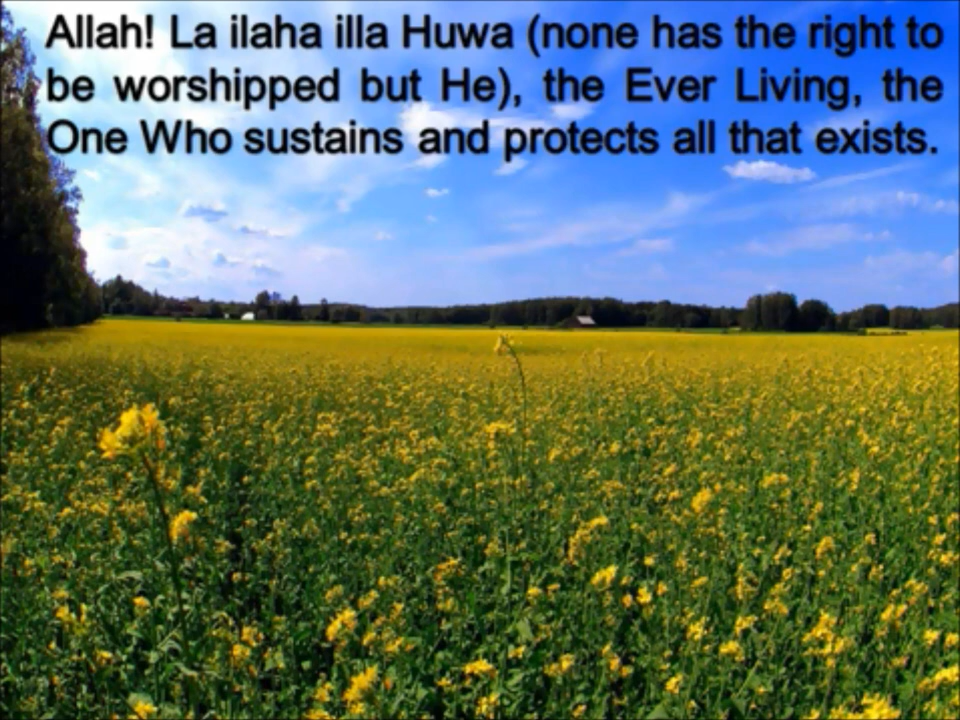 Allah! La ilaha illa Huwa (none has the right to
be worshipped but He), the Ever Living, the
One Who sustains and protects all that exists.